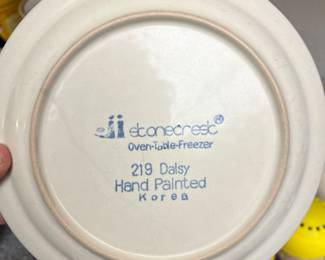 stonecrest®
Oven-Table-Freezer
219 Daisy
Hand Painted
Korea